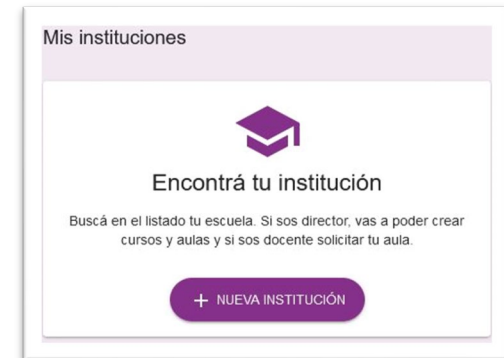 Mis instituciones
Encontrá tu institución
Buscá en el listado tu escuela. Si sos director, vas a poder crear
cursos y aulas y si sos docente solicitar tu aula.
+ NUEVA INSTITUCIÓN